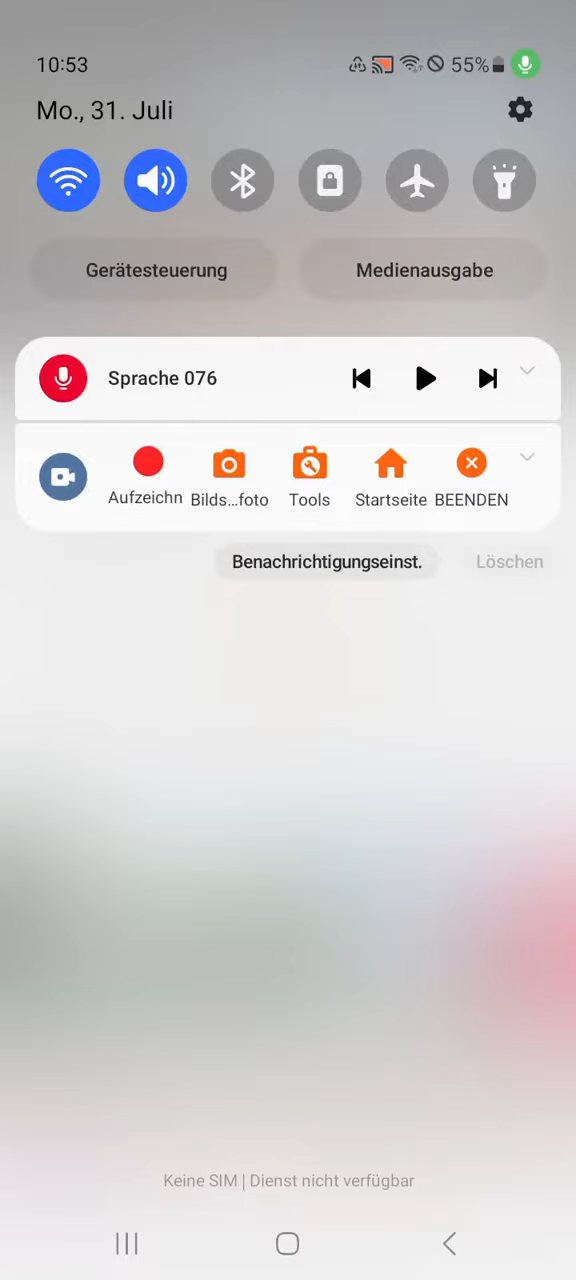 10:53 55%
Mo., 31. Juli
Gerätesteuerung Medienausgabe
Sprache 076
Aufzeichn Bilds...foto Tools Startseite BEENDEN
Benachrichtigungseinst. Löschen
Keine SIM | Dienst nicht verfügbar